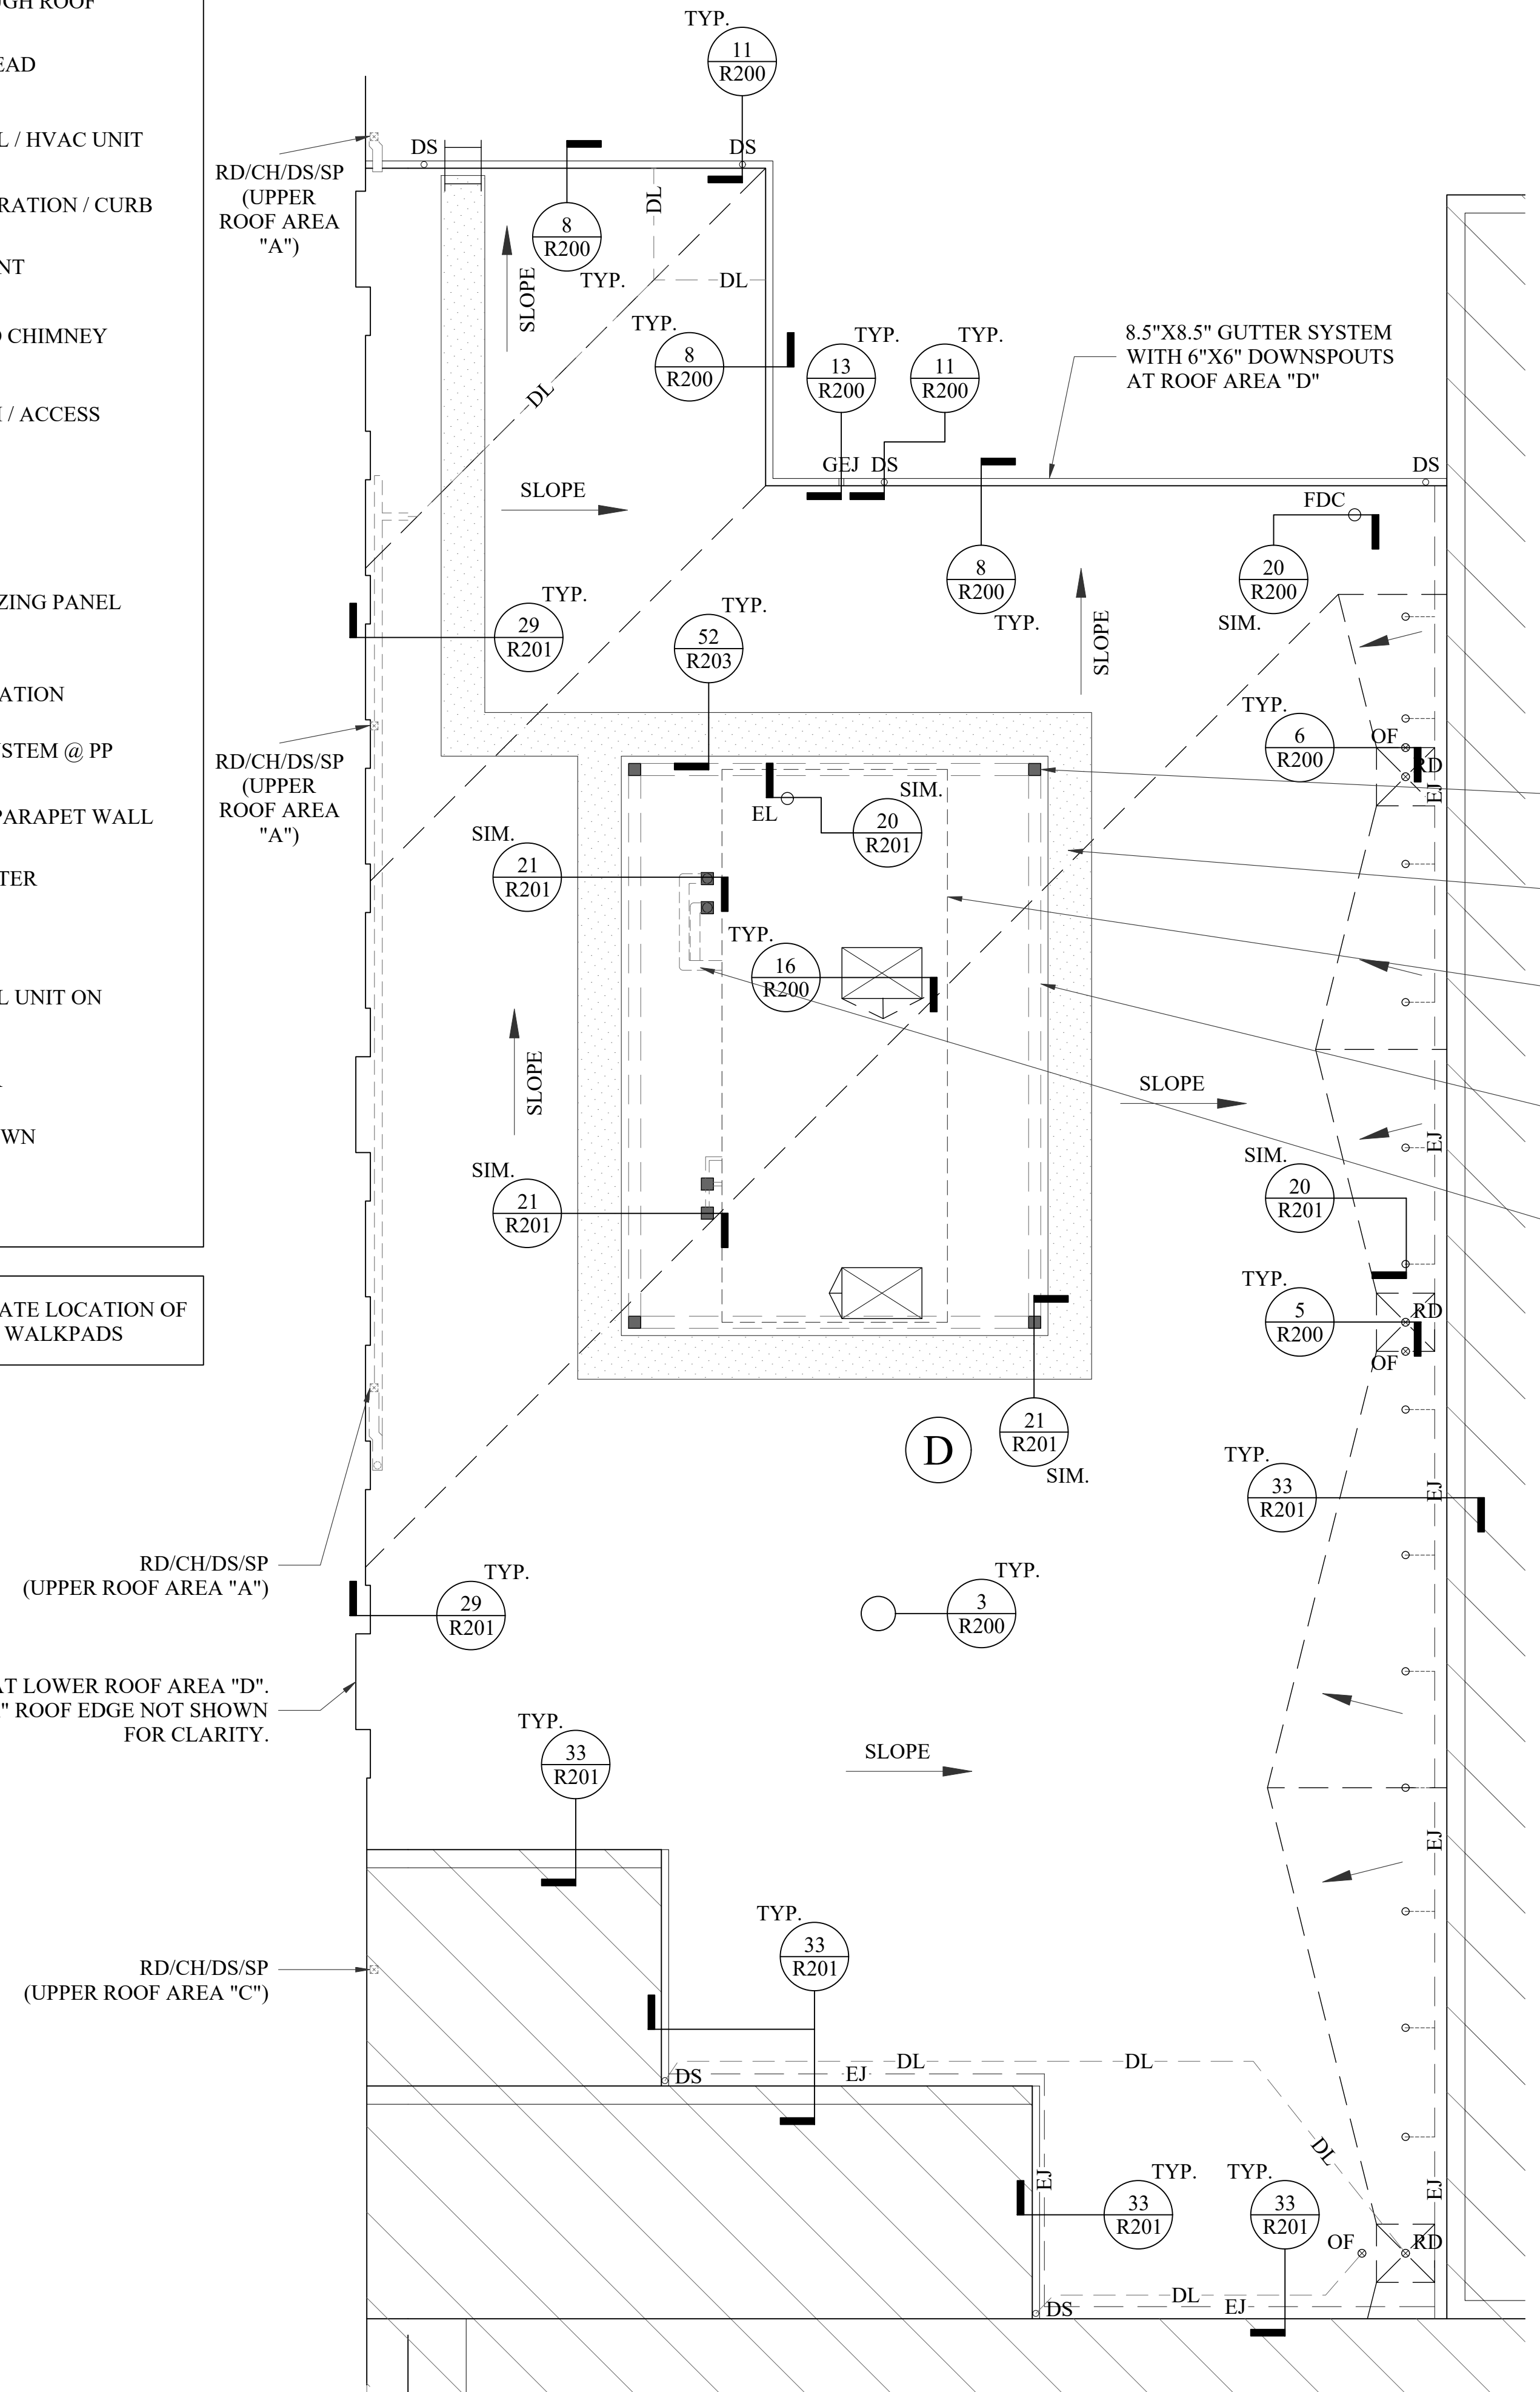 GH ROOF
EAD
L / HVAC UNIT
RATION / CURB
NT
CHIMNEY
/ ACCESS
ZING PANEL
ATION
YSTEM @ PP
PARAPET WALL
TER
L UNIT ON
WN
ATE LOCATION OF
WALKPADS
TYP.
11
R200
DS
DS
RD/CH/DS/SP
(UPPER
ROOF AREA
"A")
DL
8
R200
TYP.
SLOPE
DL
TYP.
8
R200
DL
TYP.
13
R200
TYP.
11
R200
8.5"X8.5" GUTTER SYSTEM
WITH 6"X6" DOWNSPOUTS
AT ROOF AREA "D"
GEJ
DS
DS
SLOPE
FDC
8
R200
TYP.
20
R200
SIM.
TYP.
29
R201
TYP.
52
R203
SLOPE
RD/CH/DS/SP
(UPPER
ROOF AREA
"A")
TYP.
6
R200
OF
RD
EJ
EL
SIM.
20
R201
SIM.
21
R201
TYP.
16
R200
SLOPE
SLOPE
EJ
SIM.
21
R201
SIM.
20
R201
TYP.
5
R200
RD
OF
D
21
R201
SIM.
TYP.
33
R201
EJ
RD/CH/DS/SP
(UPPER ROOF AREA "A")
TYP.
29
R201
TYP.
3
R200
AT LOWER ROOF AREA "D".
" ROOF EDGE NOT SHOWN
FOR CLARITY.
TYP.
33
R201
SLOPE
EJ
TYP.
33
R201
RD/CH/DS/SP
(UPPER ROOF AREA "C")
DL
DL
DS
EJ
DL
EJ
TYP.
33
R201
TYP.
33
R201
EJ
OF
RD
DL
DS
EJ